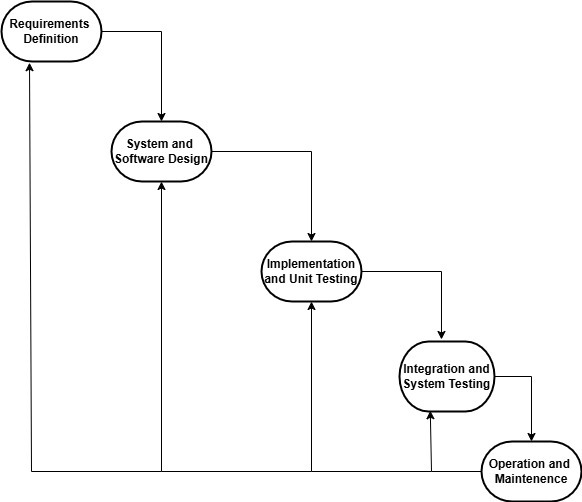 Requirements
Definition
System and
Software Design
Implementation
and Unit Testing
Integration and
System Testing
Operation and
Maintenence